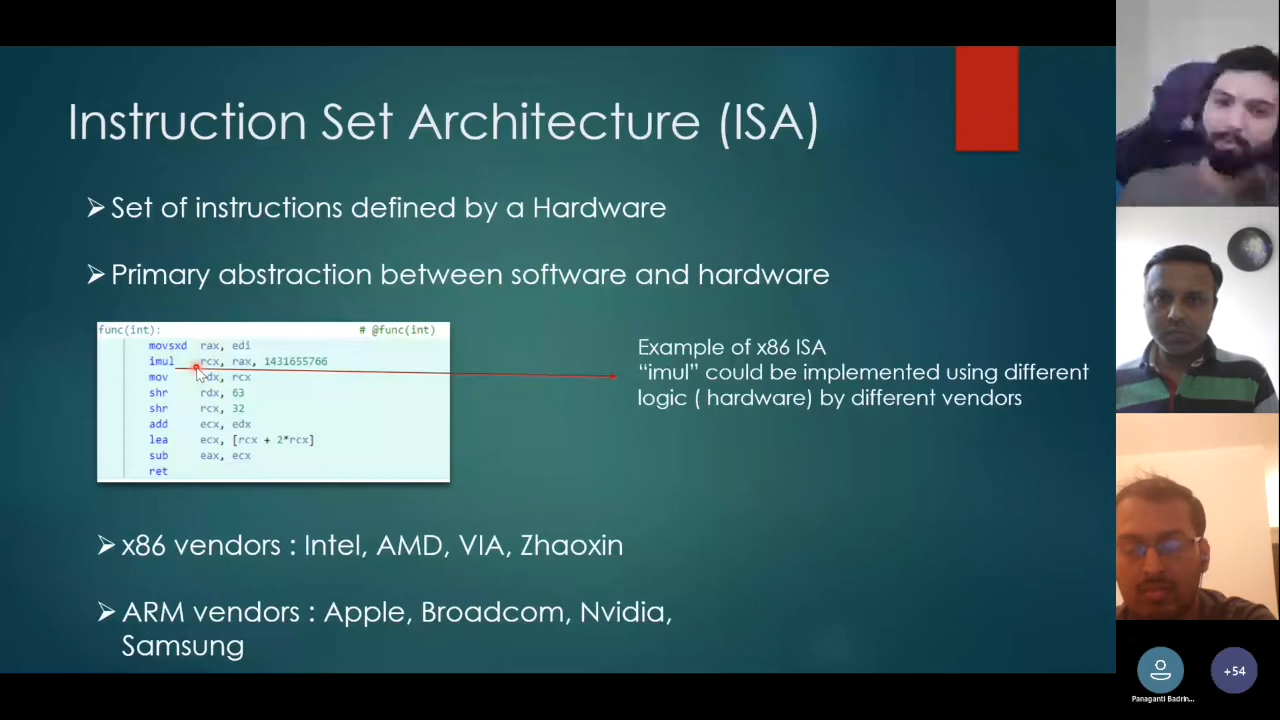 Instruction Set Architecture (ISA)
➢ Set of instructions defined by a Hardware
➢ Primary abstraction between software and hardware
func(int): # @func(int)
movsxd rax, edi
imul rcx, rax, 1431655766
mov rdx, rcx
shr rdx, 63
shr rcx, 32
add ecx, edx
lea ecx, [rcx + 2*rcx]
sub eax, ecx
ret
Example of x86 ISA
“imul” could be implemented using different
logic ( hardware) by different vendors
➢ x86 vendors : Intel, AMD, VIA, Zhaoxin
➢ ARM vendors : Apple, Broadcom, Nvidia,
Samsung
Panaganti Badrin...
+54